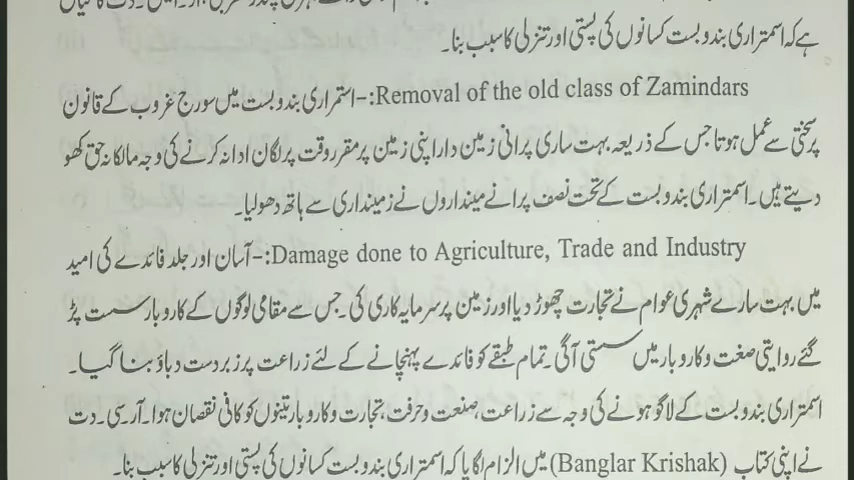 ہے کہ استمراری بندوبست کسانوں کی پستی اور تنزلی کا سبب بنا۔
Removal of the old class of Zamindars:-استمراری بندوبست میں سورج غروب کے قانون
پر سختی سے عمل ہوتا جس کے ذریعہ بہت ساری پرانی زمین دار اپنی زمین پر مقرر وقت پر لگان ادا نہ کرنے کی وجہ مالکانہ حق کھو
دیتے ہیں۔ استمراری بندوبست کے تحت نصف پرانے مینداروں نے زمینداری سے ہاتھ دھولیا۔
Damage done to Agriculture, Trade and Industry:-آسان اور جلد فائدے کی امید
میں بہت سارے شہری عوام نے تجارت چھوڑ دیا اور زمین پر سرمایہ کاری کی۔ جس سے مقامی لوگوں کے کاروبار سست پڑ
گئے روایتی صنعت و کاروبار میں سستی آگی۔ تمام طبقے کو فائدے پہنچانے کے لئے زراعت پر زبردست دباؤ بنا گیا۔
استمراری بندوبست کے لاگو ہونے کی وجہ سے زراعت، صنعت و حرفت، تجارت و کاروبار تینوں کو کافی نقصان ہوا۔ آر۔سی۔دت
نے اپنی کتاب (Banglar Krishak) میں الزام لگایا کہ استمراری بندوبست کسانوں کی پستی اور تنزلی کا سبب بنا۔